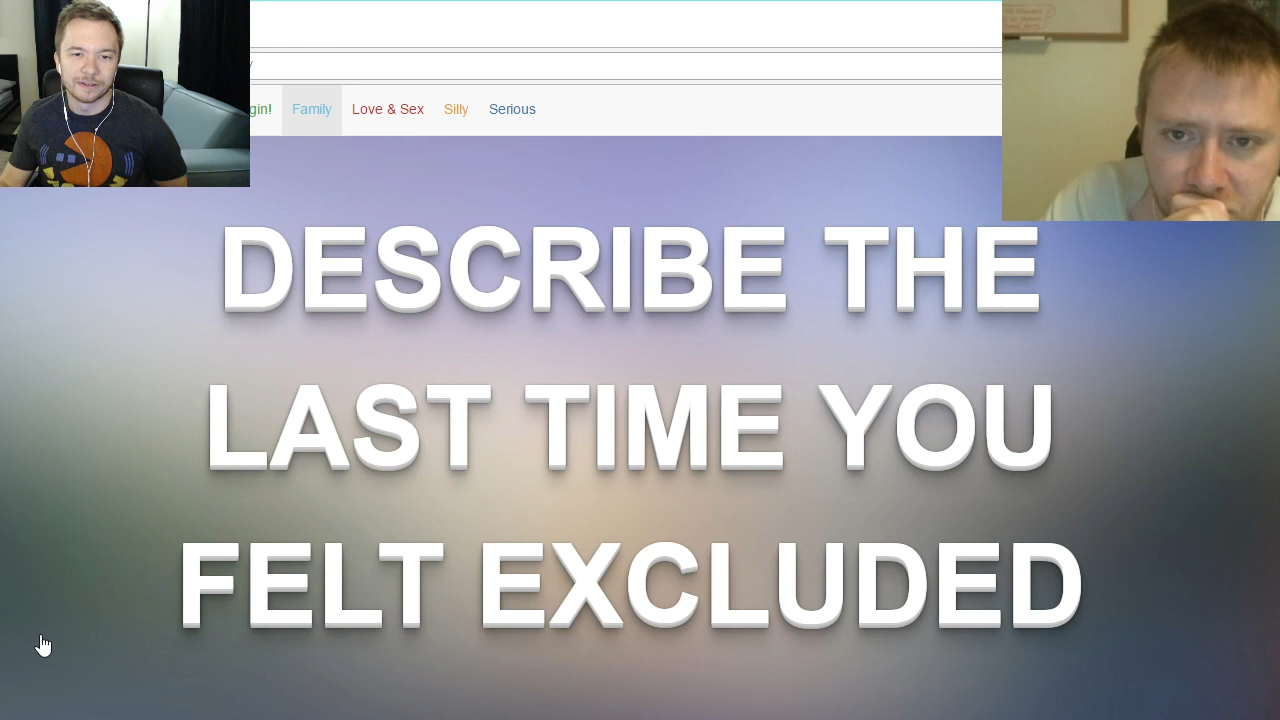 gin! Family Love & Sex Silly Serious
DESCRIBE THE
LAST TIME YOU
FELT EXCLUDED